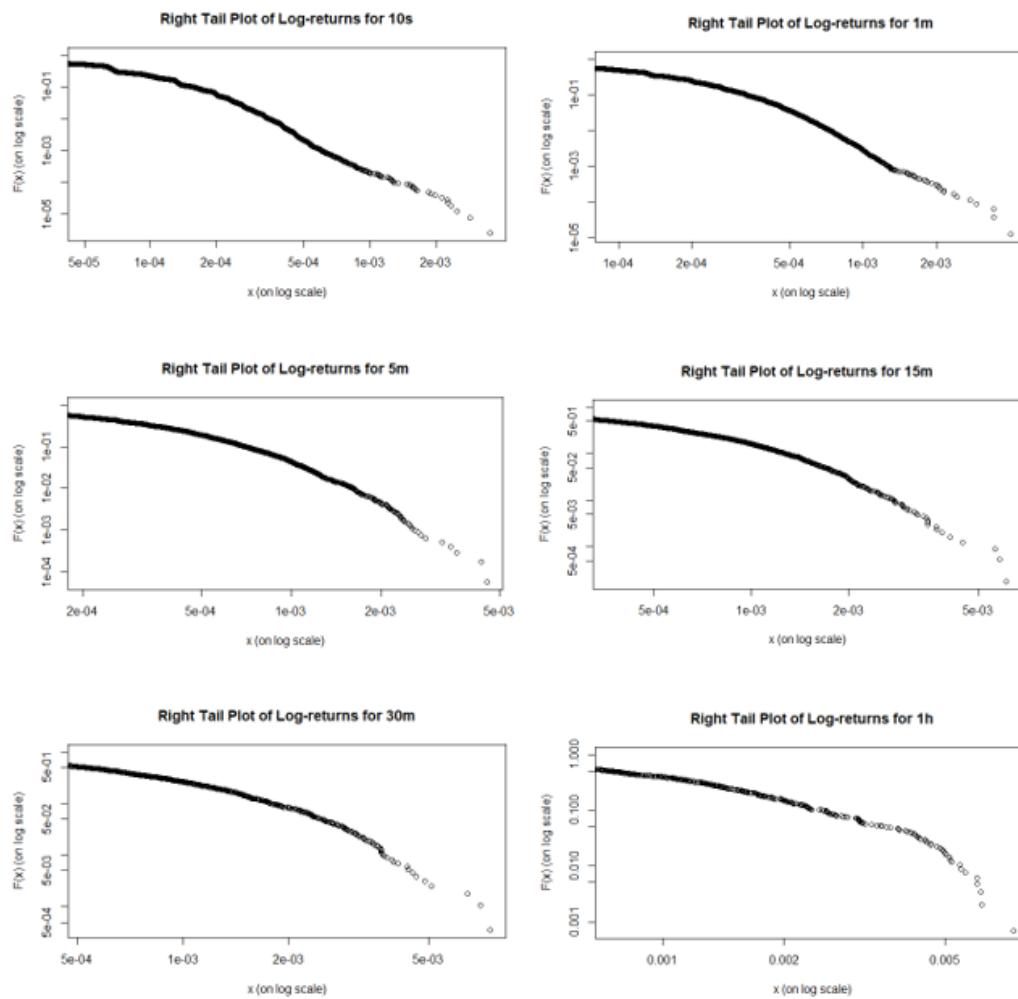 Right Tail Plot of Log-returns for 10s
F(x) (on log scale)
1e-01
1e-03
1e-05
5e-05 1e-04 2e-04 5e-04 1e-03 2e-03
x (on log scale)
Right Tail Plot of Log-returns for 1m
F(x) (on log scale)
1e-01
1e-03
1e-05
1e-04 2e-04 5e-04 1e-03 2e-03
x (on log scale)
Right Tail Plot of Log-returns for 5m
F(x) (on log scale)
1e-01
1e-02
1e-03
1e-04
2e-04 5e-04 1e-03 2e-03 5e-03
x (on log scale)
Right Tail Plot of Log-returns for 15m
F(x) (on log scale)
5e-01
5e-02
5e-03
5e-04
5e-04 1e-03 2e-03 5e-03
x (on log scale)
Right Tail Plot of Log-returns for 30m
F(x) (on log scale)
5e-01
5e-02
5e-03
5e-04
5e-04 1e-03 2e-03 5e-03
x (on log scale)
Right Tail Plot of Log-returns for 1h
F(x) (on log scale)
1.000
0.100
0.010
0.001
0.001 0.002 0.005
x (on log scale)